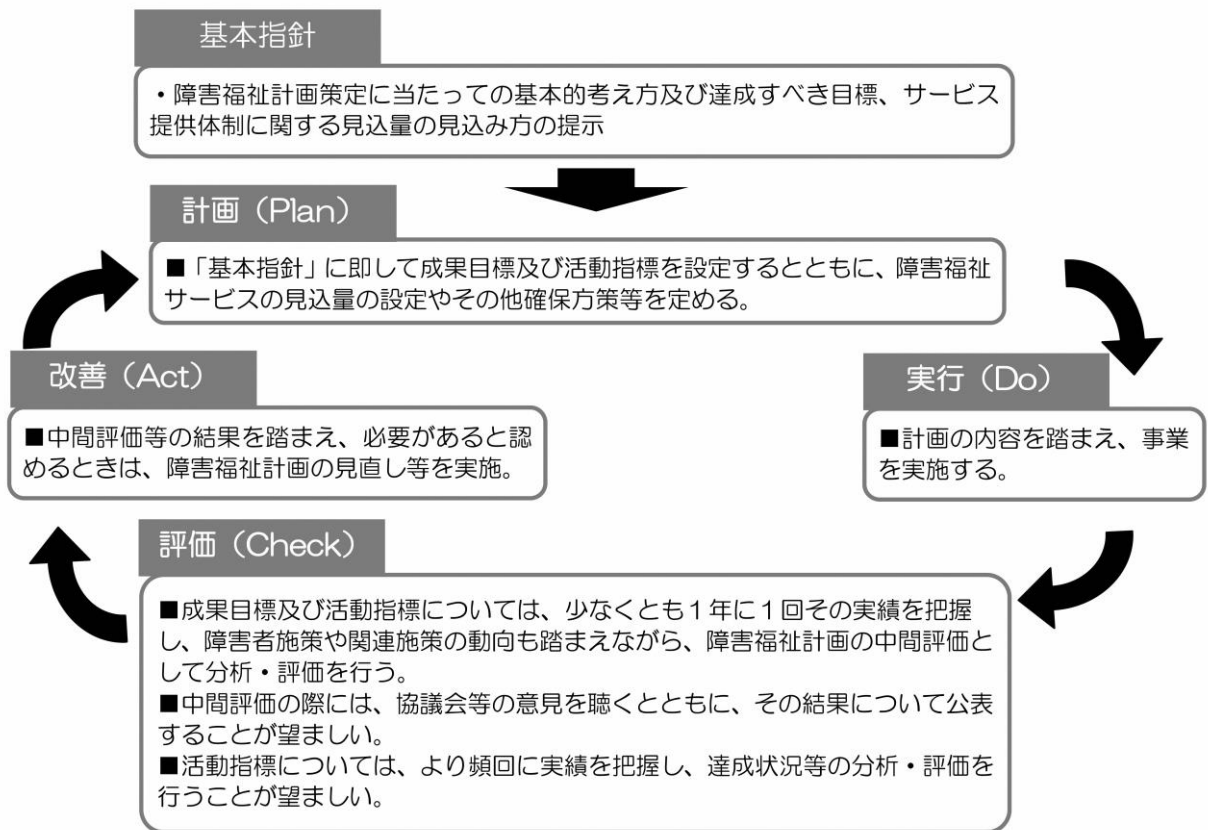 基本指針
・障害福祉計画策定に当たっての基本的考え方及び達成すべき目標、サービス
提供体制に関する見込量の見込み方の提示
計画（Plan）
■「基本指針」に即して成果目標及び活動指標を設定するとともに、障害福祉
サービスの見込量の設定やその他確保方策等を定める。
実行（Do）
■計画の内容を踏まえ、事業
を実施する。
評価（Check）
■成果目標及び活動指標については、少なくとも１年に１回その実績を把握
し、障害者施策や関連施策の動向も踏まえながら、障害福祉計画の中間評価と
して分析・評価を行う。
■中間評価の際には、協議会等の意見を聴くとともに、その結果について公表
することが望ましい。
■活動指標については、より頻回に実績を把握し、達成状況等の分析・評価を
行うことが望ましい。
改善（Act）
■中間評価等の結果を踏まえ、必要があると認
めるときは、障害福祉計画の見直し等を実施。